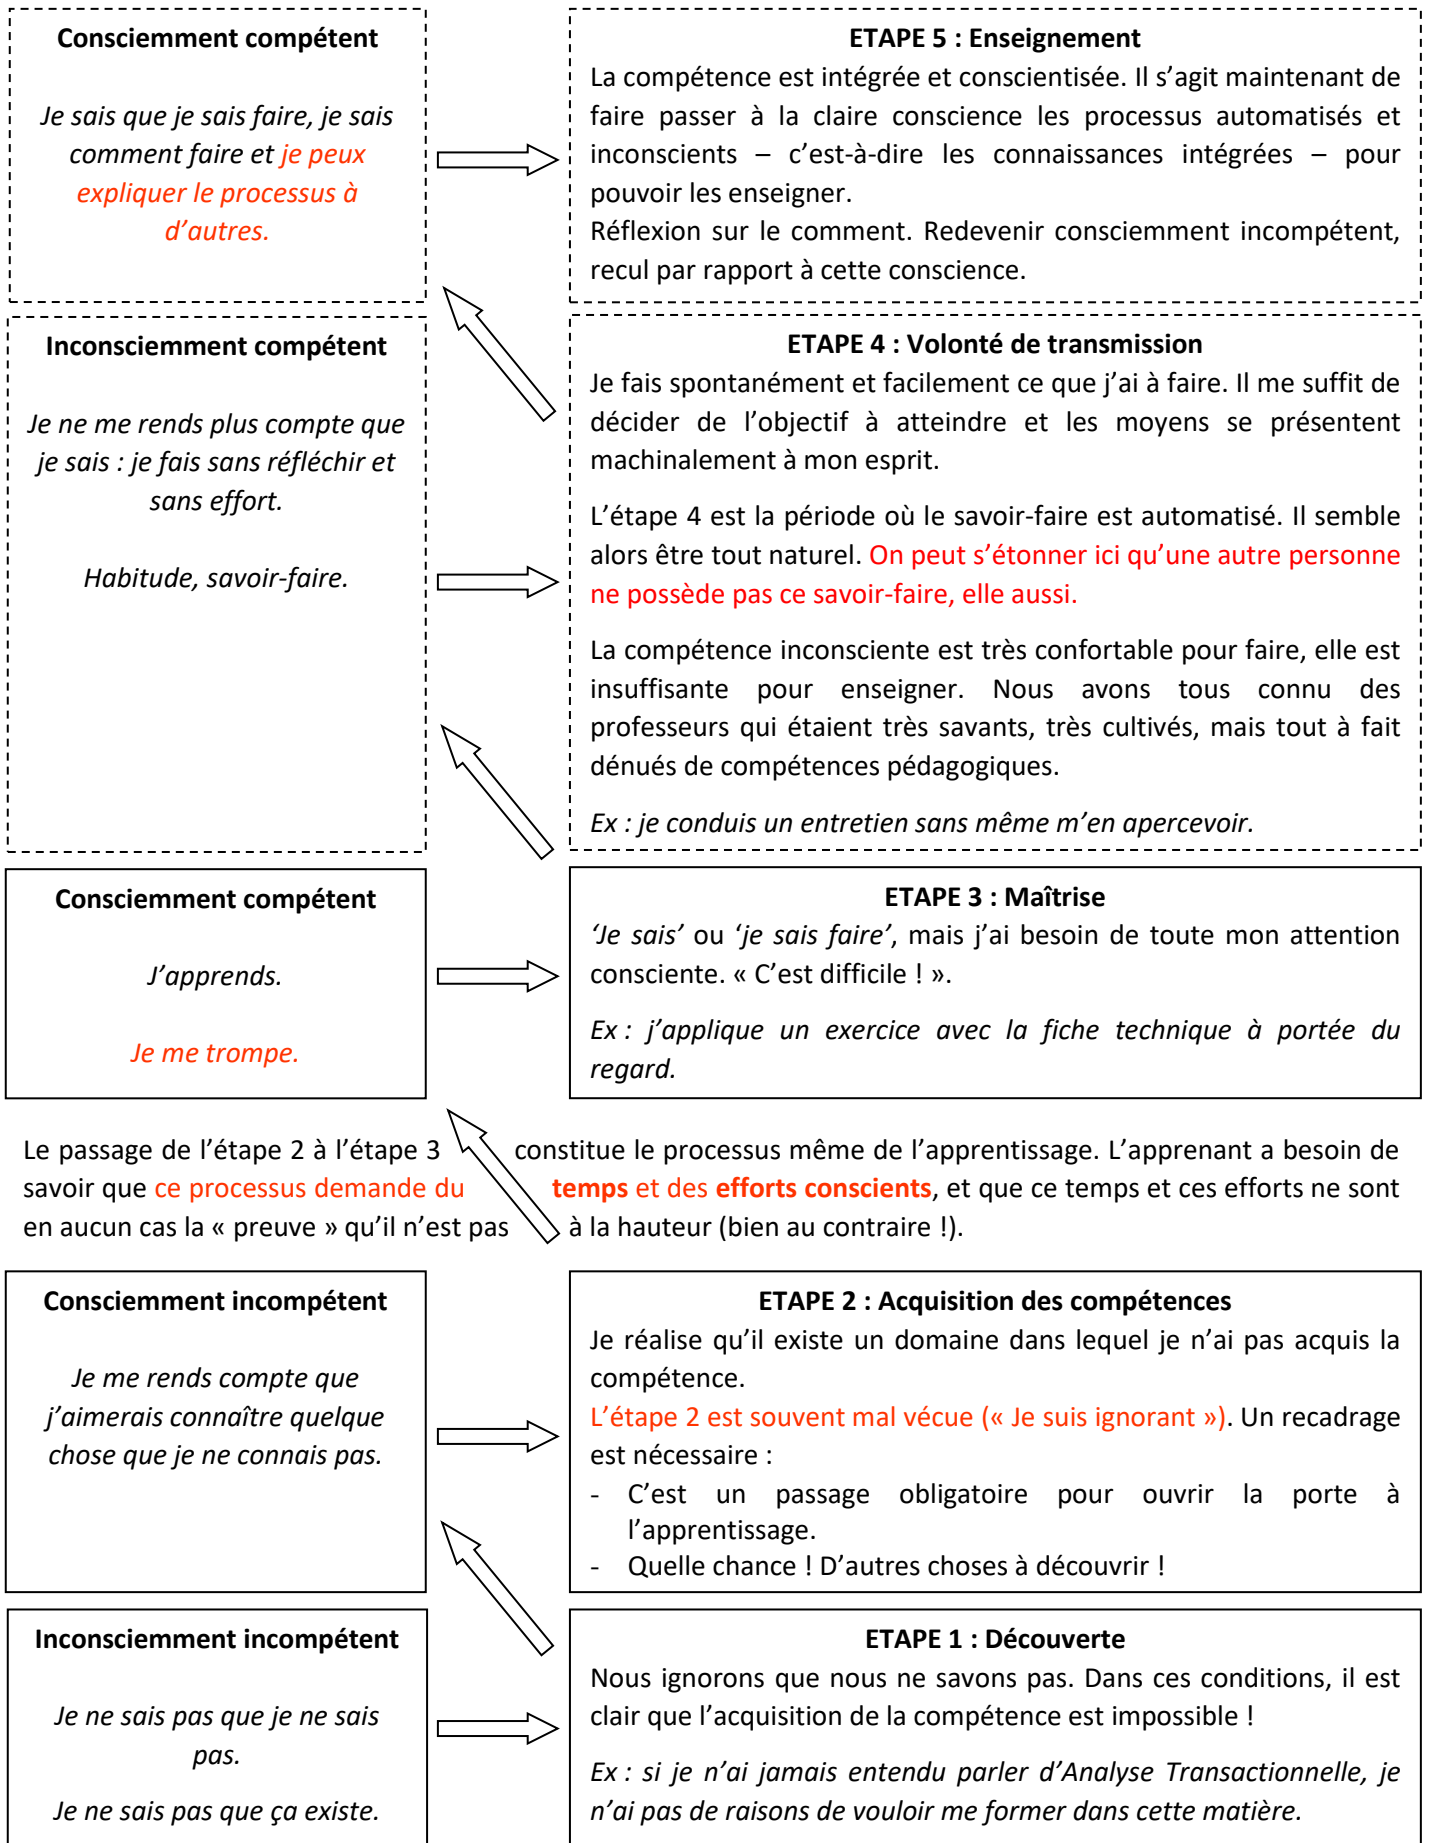 Consciemment compétent
Je sais que je sais faire, je sais
comment faire et je peux
expliquer le processus à
d’autres.
ETAPE 5 : Enseignement
La compétence est intégrée et conscientisée. Il s’agit maintenant de
faire passer à la claire conscience les processus automatisés et
inconscients – c’est-à-dire les connaissances intégrées – pour
pouvoir les enseigner.
Réflexion sur le comment. Redevenir consciemment incompétent,
recul par rapport à cette conscience.
Inconsciemment compétent
Je ne me rends plus compte que
je sais : je fais sans réfléchir et
sans effort.
Habitude, savoir-faire.
ETAPE 4 : Volonté de transmission
Je fais spontanément et facilement ce que j’ai à faire. Il me suffit de
décider de l’objectif à atteindre et les moyens se présentent
machinalement à mon esprit.
L’étape 4 est la période où le savoir-faire est automatisé. Il semble
alors être tout naturel. On peut s’étonner ici qu’une autre personne
ne possède pas ce savoir-faire, elle aussi.
La compétence inconsciente est très confortable pour faire, elle est
insuffisante pour enseigner. Nous avons tous connu des
professeurs qui étaient très savants, très cultivés, mais tout à fait
dénués de compétences pédagogiques.
Ex : je conduis un entretien sans même m’en apercevoir.
Consciemment compétent
J’apprends.
Je me trompe.
ETAPE 3 : Maîtrise
‘Je sais’ ou ‘je sais faire’, mais j’ai besoin de toute mon attention
consciente. « C’est difficile ! ».
Ex : j’applique un exercice avec la fiche technique à portée du
regard.
Le passage de l’étape 2 à l’étape 3 constitue le processus même de l’apprentissage. L’apprenant a besoin de
savoir que ce processus demande du temps et des efforts conscients, et que ce temps et ces efforts ne sont
en aucun cas la « preuve » qu’il n’est pas à la hauteur (bien au contraire !).
Consciemment incompétent
Je me rends compte que
j’aimerais connaître quelque
chose que je ne connais pas.
ETAPE 2 : Acquisition des compétences
Je réalise qu’il existe un domaine dans lequel je n’ai pas acquis la
compétence.
L’étape 2 est souvent mal vécue (« Je suis ignorant »). Un recadrage
est nécessaire :
- C’est un passage obligatoire pour ouvrir la porte à
l’apprentissage.
- Quelle chance ! D’autres choses à découvrir !
Inconsciemment incompétent
Je ne sais pas que je ne sais
pas.
Je ne sais pas que ça existe.
ETAPE 1 : Découverte
Nous ignorons que nous ne savons pas. Dans ces conditions, il est
clair que l’acquisition de la compétence est impossible !
Ex : si je n’ai jamais entendu parler d’Analyse Transactionnelle, je
n’ai pas de raisons de vouloir me former dans cette matière.